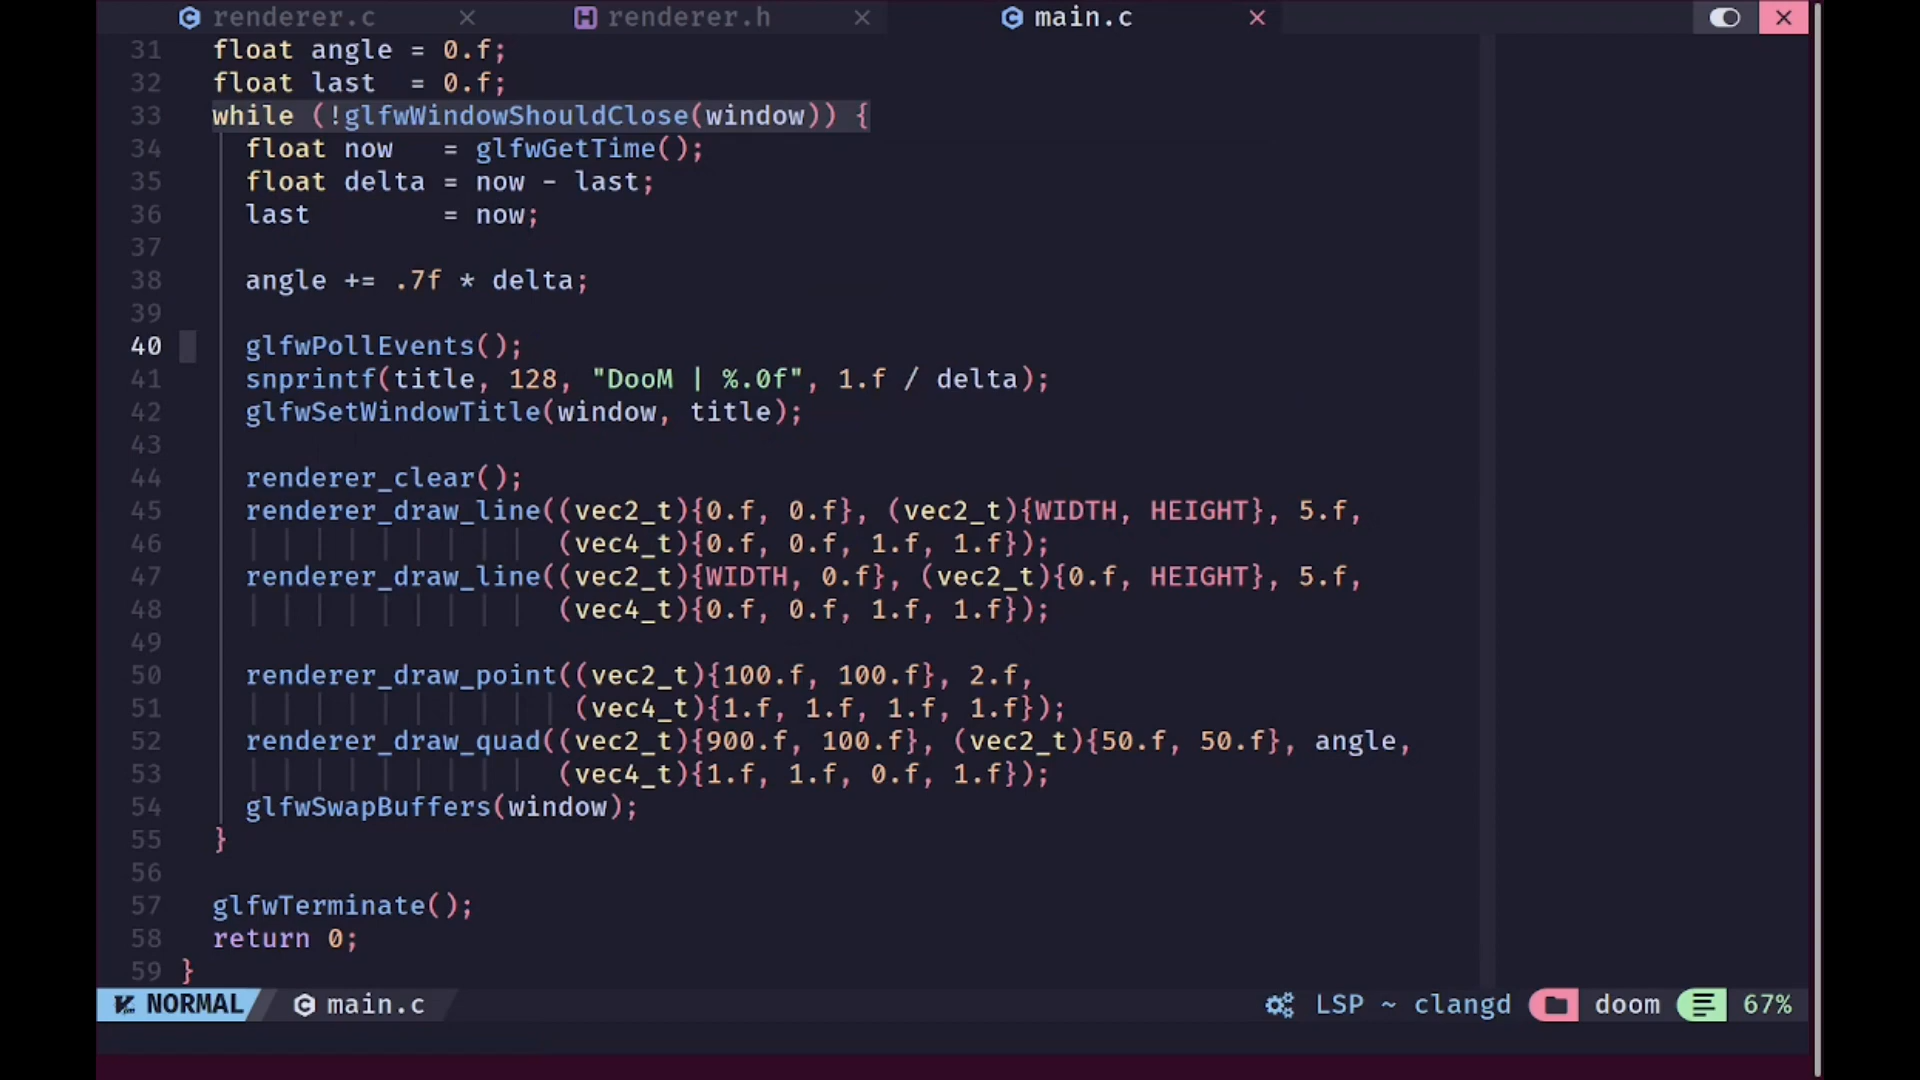 renderer.c
renderer.h
main.c
31 float angle = 0.f;
32 float last  = 0.f;
33 while (!glfwWindowShouldClose(window)) {
34 float now   = glfwGetTime();
35 float delta = now - last;
36 last        = now;
37
38 angle += .7f * delta;
39
40 glfwPollEvents();
41 snprintf(title, 128, "DooM | %.0f", 1.f / delta);
42 glfwSetWindowTitle(window, title);
43
44 renderer_clear();
45 renderer_draw_line((vec2_t){0.f, 0.f}, (vec2_t){WIDTH, HEIGHT}, 5.f,
46 (vec4_t){0.f, 0.f, 1.f, 1.f});
47 renderer_draw_line((vec2_t){WIDTH, 0.f}, (vec2_t){0.f, HEIGHT}, 5.f,
48 (vec4_t){0.f, 0.f, 1.f, 1.f});
49
50 renderer_draw_point((vec2_t){100.f, 100.f}, 2.f,
51 (vec4_t){1.f, 1.f, 1.f, 1.f});
52 renderer_draw_quad((vec2_t){900.f, 100.f}, (vec2_t){50.f, 50.f}, angle,
53 (vec4_t){1.f, 1.f, 0.f, 1.f});
54 glfwSwapBuffers(window);
55 }
56
57 glfwTerminate();
58 return 0;
59 }
NORMAL main.c LSP ~ clangd doom 67%